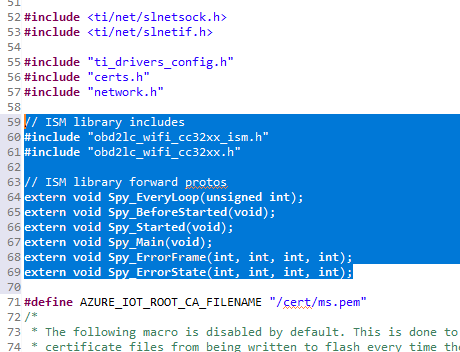 51
52 #include <ti/net/slnetsock.h>
53 #include <ti/net/slnetif.h>
54
55 #include "ti_drivers_config.h"
56 #include "certs.h"
57 #include "network.h"
58
59 // ISM library includes
60 #include "obd2lc_wifi_cc32xx_ism.h"
61 #include "obd2lc_wifi_cc32xx.h"
62
63 // ISM library forward protos
64 extern void Spy_EveryLoop(unsigned int);
65 extern void Spy_BeforeStarted(void);
66 extern void Spy_Started(void);
67 extern void Spy_Main(void);
68 extern void Spy_ErrorFrame(int, int, int, int);
69 extern void Spy_ErrorState(int, int, int, int);
70
71 #define AZURE_IOT_ROOT_CA_FILENAME "/cert/ms.pem"
72 /*
73 * The following macro is disabled by default. This is done to
74 * certificate files from being written to flash every time the